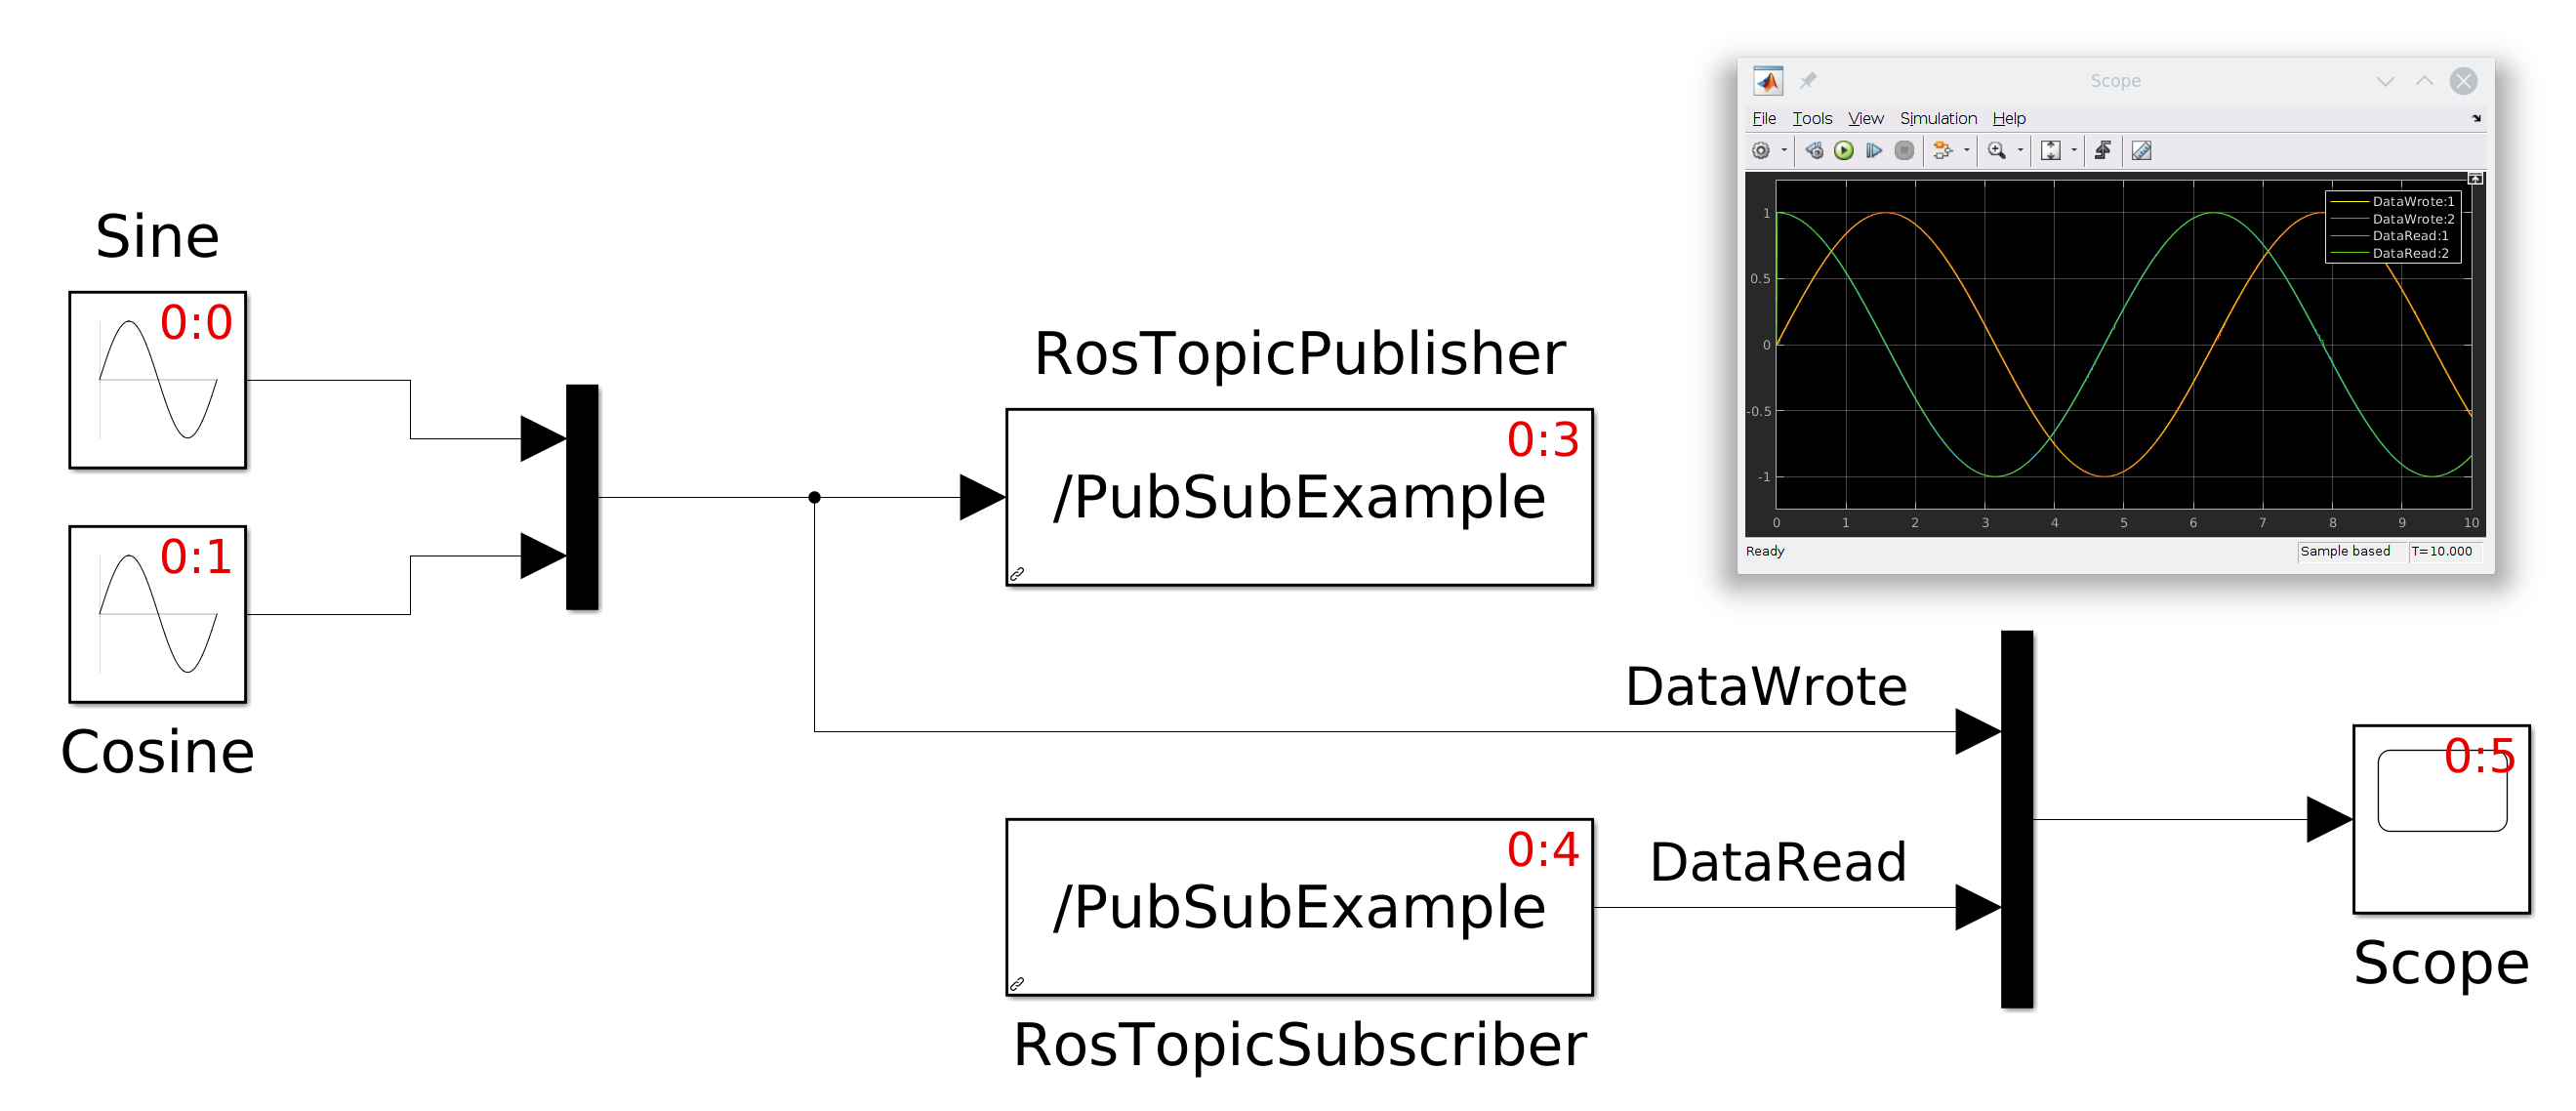 Sine
0:0
0:1
Cosine
RosTopicPublisher
0:3
/PubSubExample
DataWrote
0:4
/PubSubExample
DataRead
RosTopicSubscriber
0:5
Scope
Scope
File Tools View Simulation Help
DataWrote:1
DataWrote:2
DataRead:1
DataRead:2
1
0.5
0
-0.5
-1
0 1 2 3 4 5 6 7 8 9 10
Ready Sample based T=10.000